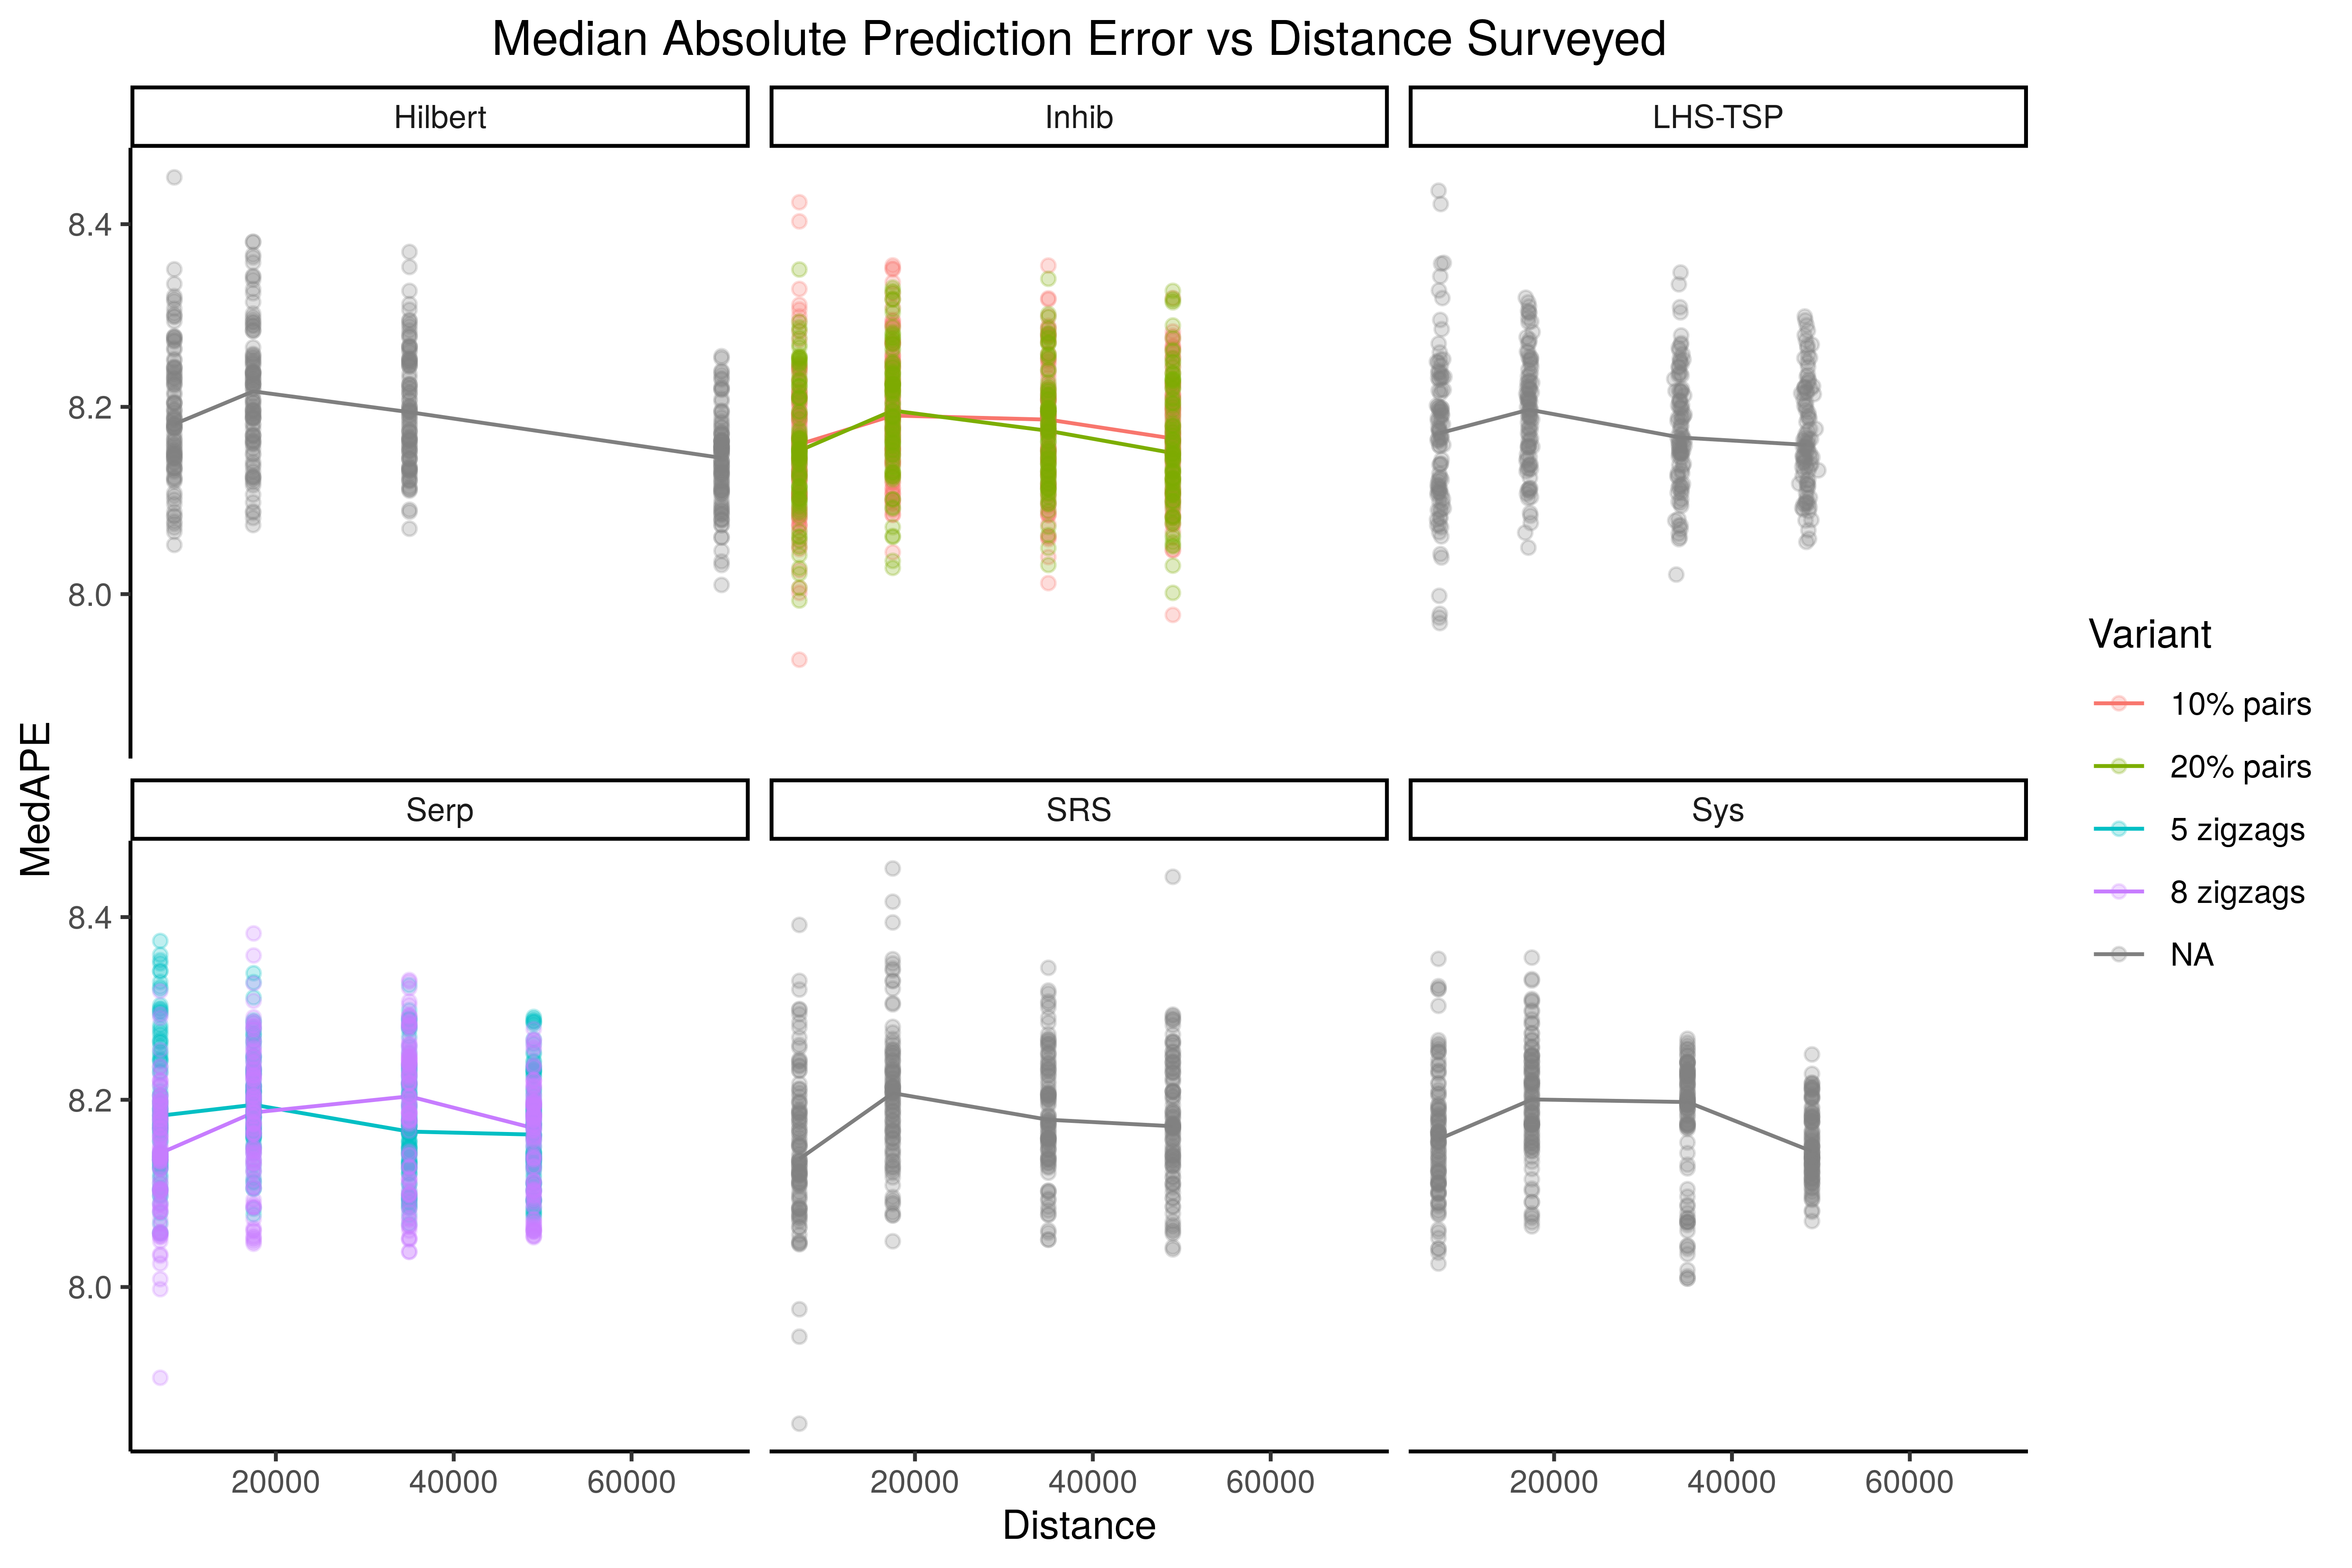 Median Absolute Prediction Error vs Distance Surveyed
Hilbert
Inhib
LHS-TSP
8.4
8.2
8.0
Serp
SRS
Sys
8.4
8.2
8.0
MedAPE
20000 40000 60000
20000 40000 60000
20000 40000 60000
Distance
Variant
10% pairs
20% pairs
5 zigzags
8 zigzags
NA